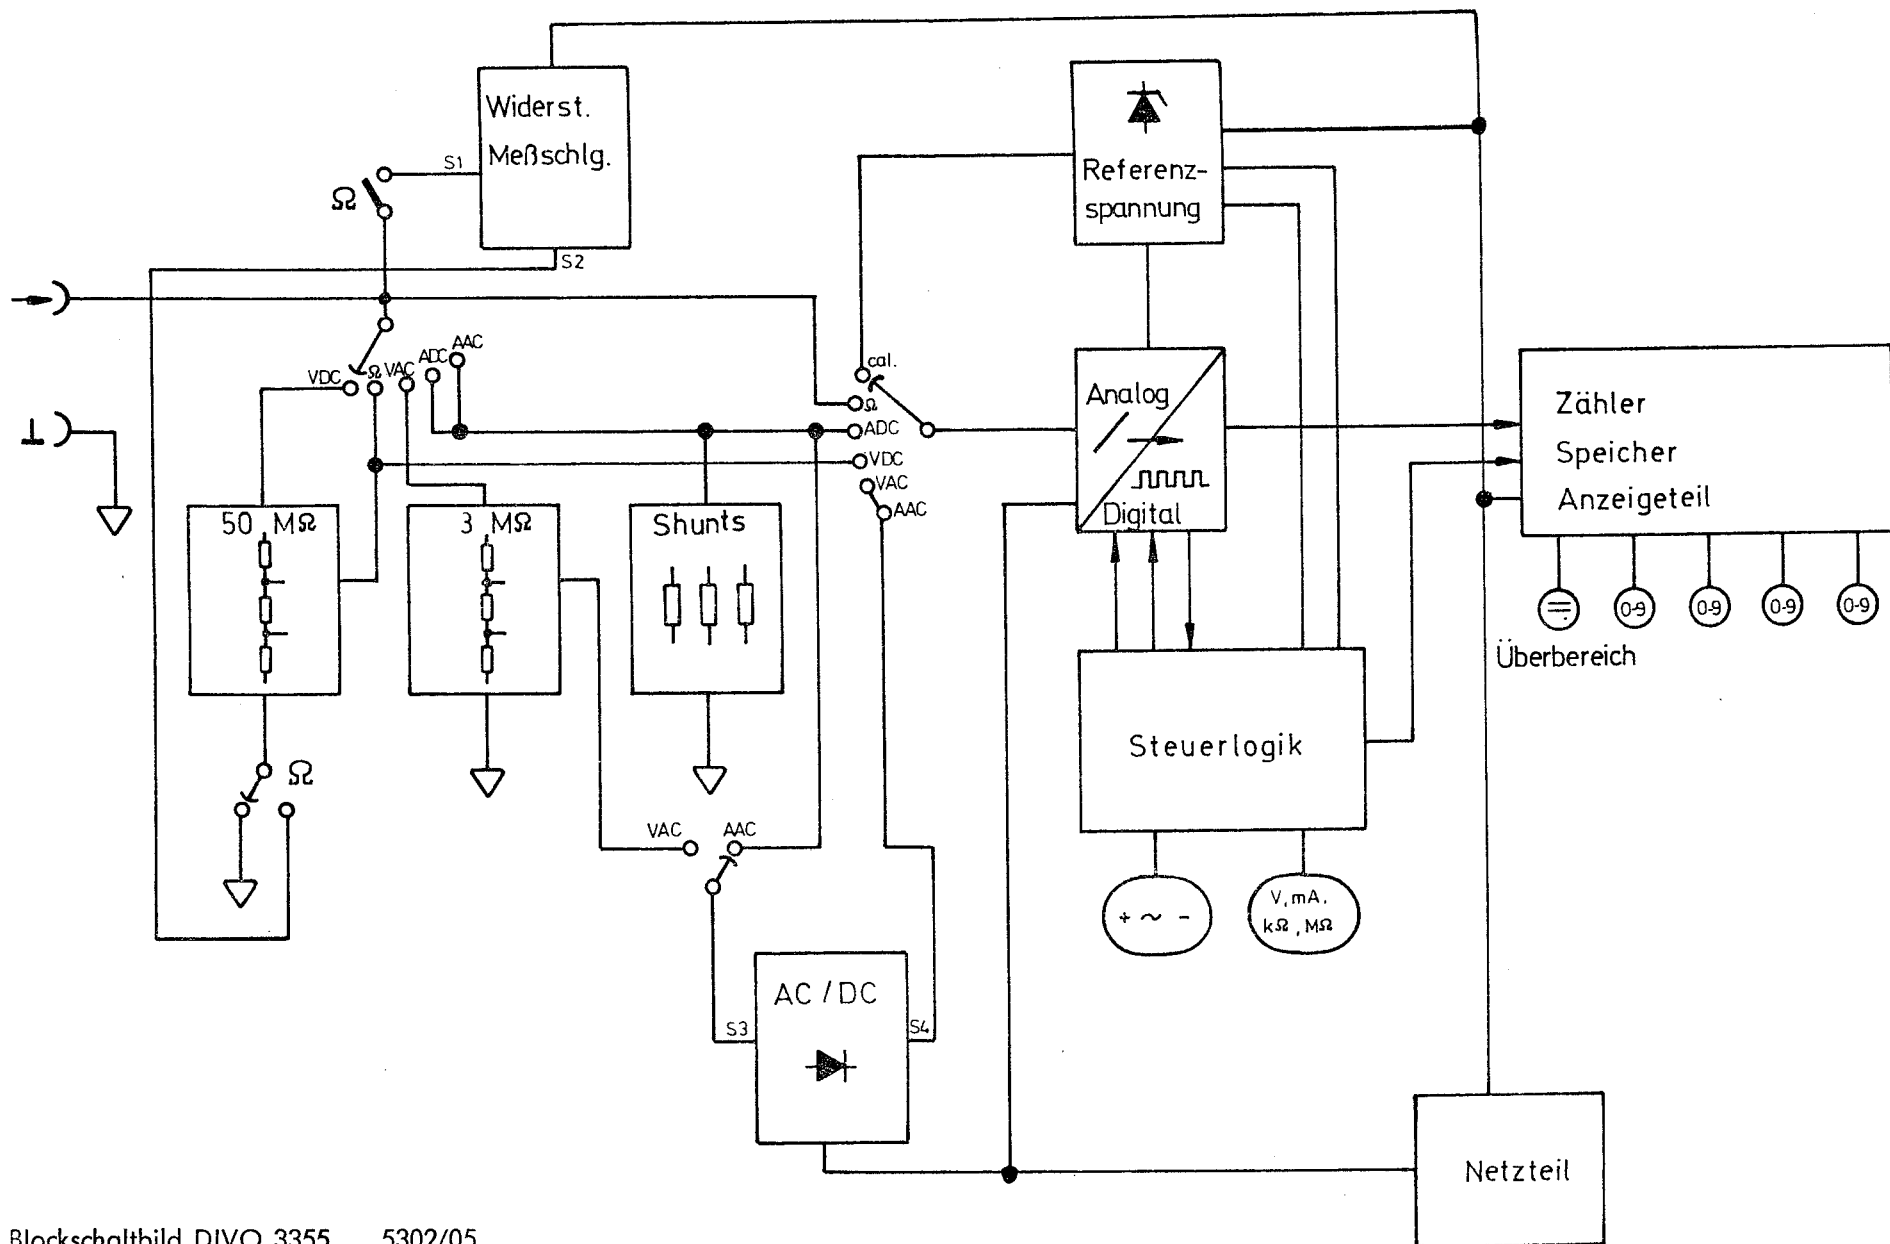 Widerst.
Meßschlg.
S1
S2
Ω
Referenz-
spannung
VDC
Ω
VAC
ADC
AAC
cal.
Ω
ADC
VDC
VAC
AAC
Analog
Digital
Zähler
Speicher
Anzeigeteil
0-9
0-9
0-9
0-9
Überbereich
50 MΩ
3 MΩ
Shunts
Ω
VAC
AAC
Steuerlogik
+ ~ -
V, mA,
kΩ, MΩ
AC / DC
S3
S4
Netzteil
Blockschaltbild DIVO 3355 5302/05